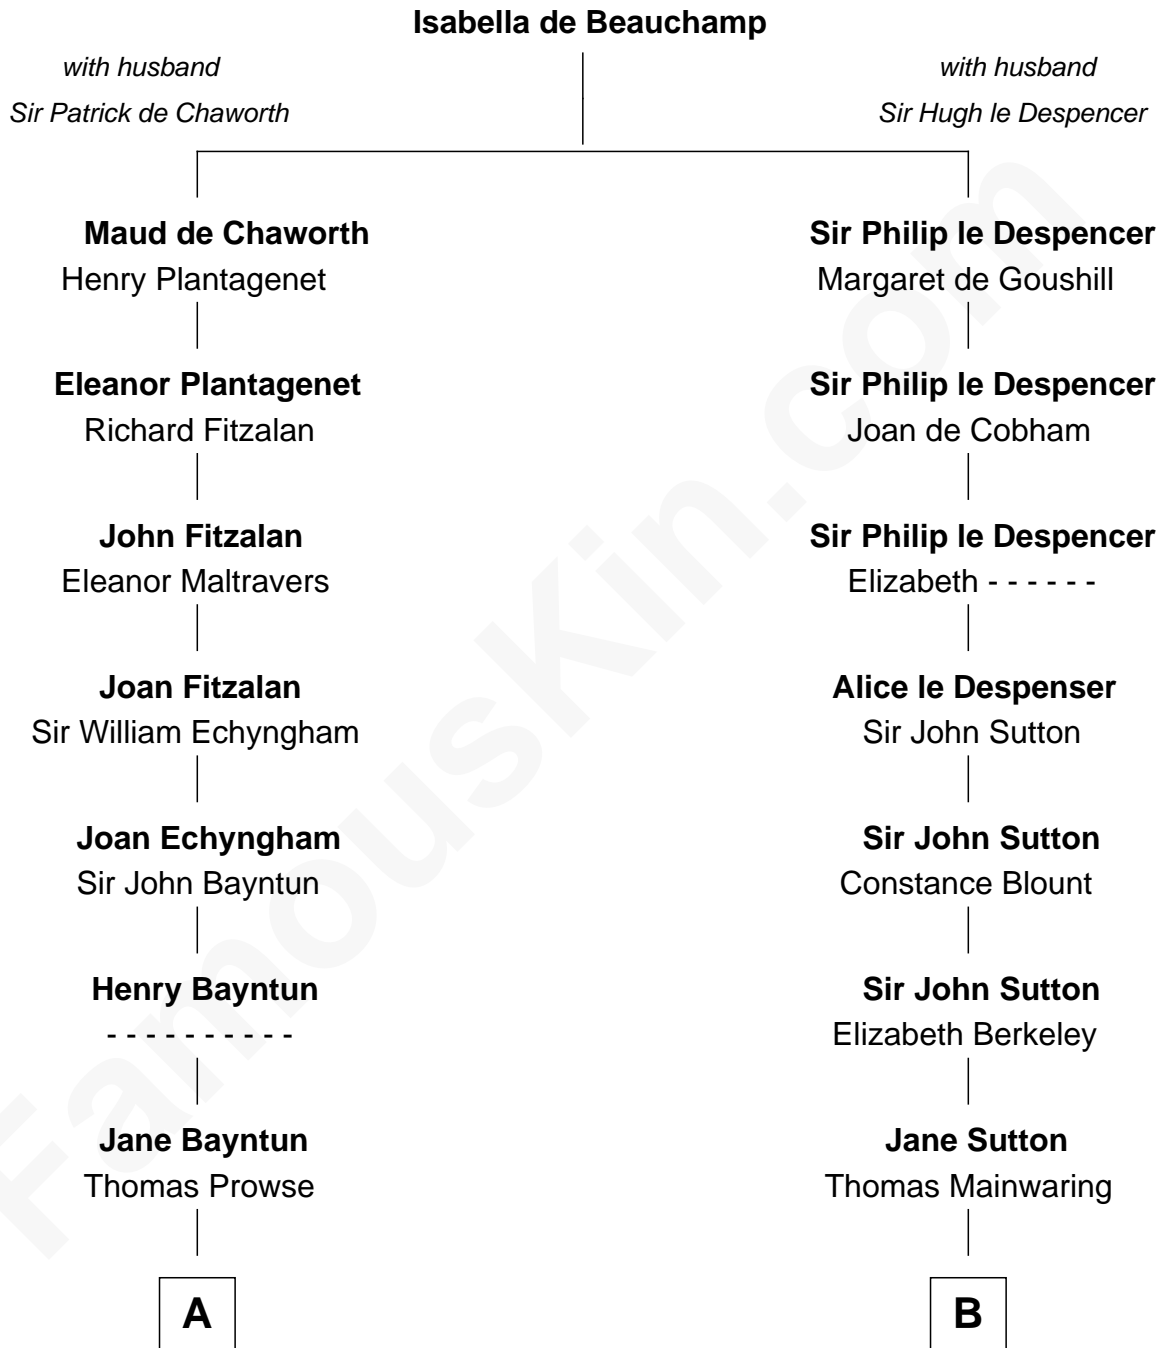 Isabella de Beauchamp
with husband
Sir Patrick de Chaworth
with husband
Sir Hugh le Despencer
Maud de Chaworth
Henry Plantagenet
Eleanor Plantagenet
Richard Fitzalan
John Fitzalan
Eleanor Maltravers
Joan Fitzalan
Sir William Echyngham
Joan Echyngham
Sir John Bayntun
Henry Bayntun
- - - - - - - - - -
Jane Bayntun
Thomas Prowse
A
Sir Philip le Despencer
Margaret de Goushill
Sir Philip le Despencer
Joan de Cobham
Sir Philip le Despencer
Elizabeth - - - - - -
Alice le Despenser
Sir John Sutton
Sir John Sutton
Constance Blount
Sir John Sutton
Elizabeth Berkeley
Jane Sutton
Thomas Mainwaring
B
FamousKin.com